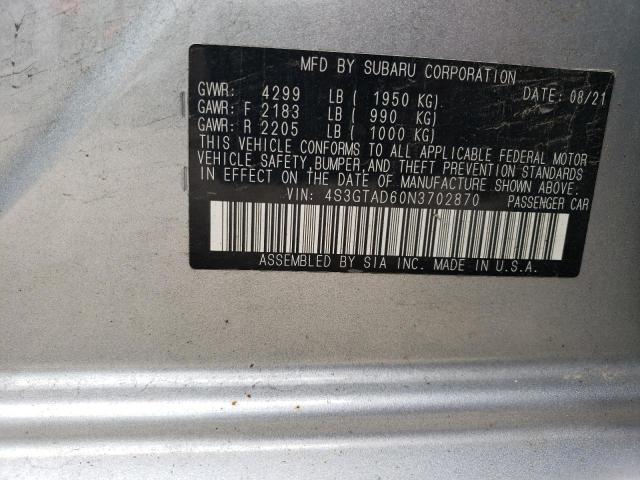 MFD BY SUBARU CORPORATION
GVWR: 4299 LB ( 1950 KG) DATE: 08/21
GAWR: F 2183 LB ( 990 KG)
GAWR: R 2205 LB ( 1000 KG)
THIS VEHICLE CONFORMS TO ALL APPLICABLE FEDERAL MOTOR
VEHICLE SAFETY,BUMPER,AND THEFT PREVENTION STANDARDS
IN EFFECT ON THE DATE OF MANUFACTURE SHOWN ABOVE.
VIN: 4S3GTAD60N3702870 PASSENGER CAR
ASSEMBLED BY SIA INC. MADE IN U.S.A.